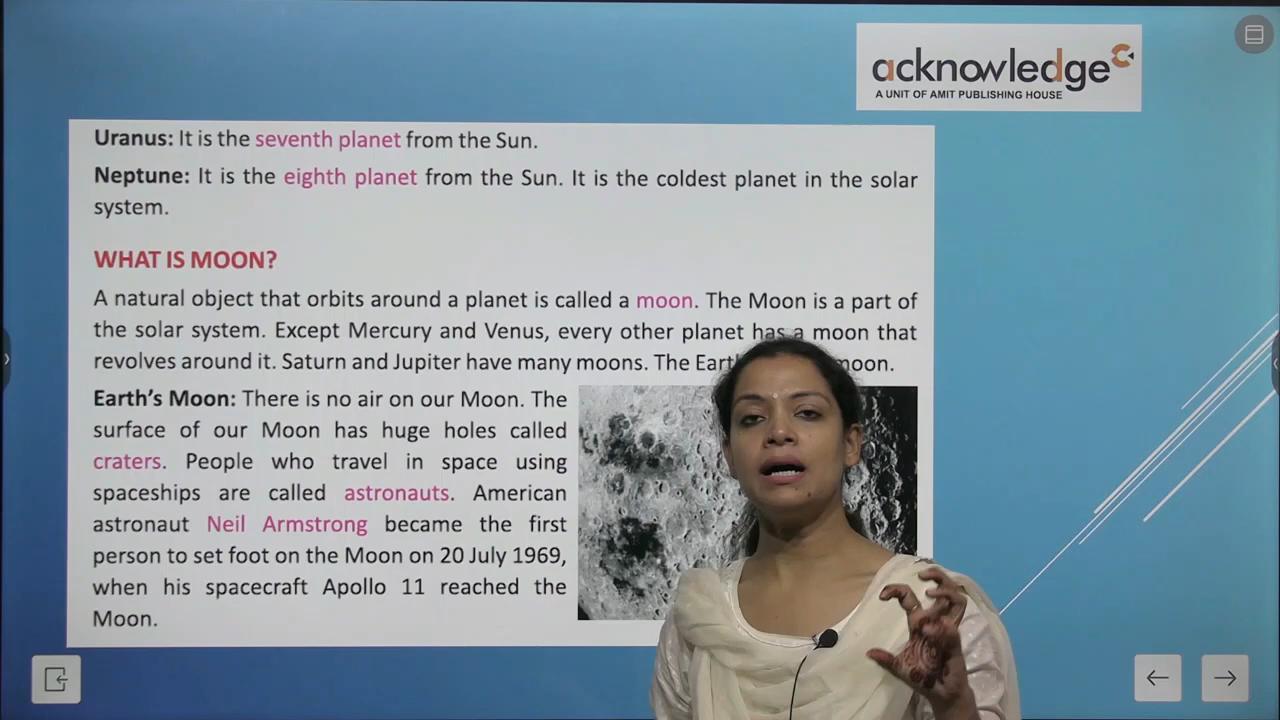 acknowledge
A UNIT OF AMIT PUBLISHING HOUSE
Uranus: It is the seventh planet from the Sun.
Neptune: It is the eighth planet from the Sun. It is the coldest planet in the solar
system.
WHAT IS MOON?
A natural object that orbits around a planet is called a moon. The Moon is a part of
the solar system. Except Mercury and Venus, every other planet has a moon that
revolves around it. Saturn and Jupiter have many moons. The moon.
Earth's Moon: There is no air on our Moon. The
surface of our Moon has huge holes called
craters. People who travel in space using
spaceships are called astronauts. American
astronaut Neil Armstrong became the first
person to set foot on the Moon on 20 July 1969,
when his spacecraft Apollo 11 reached the
Moon.